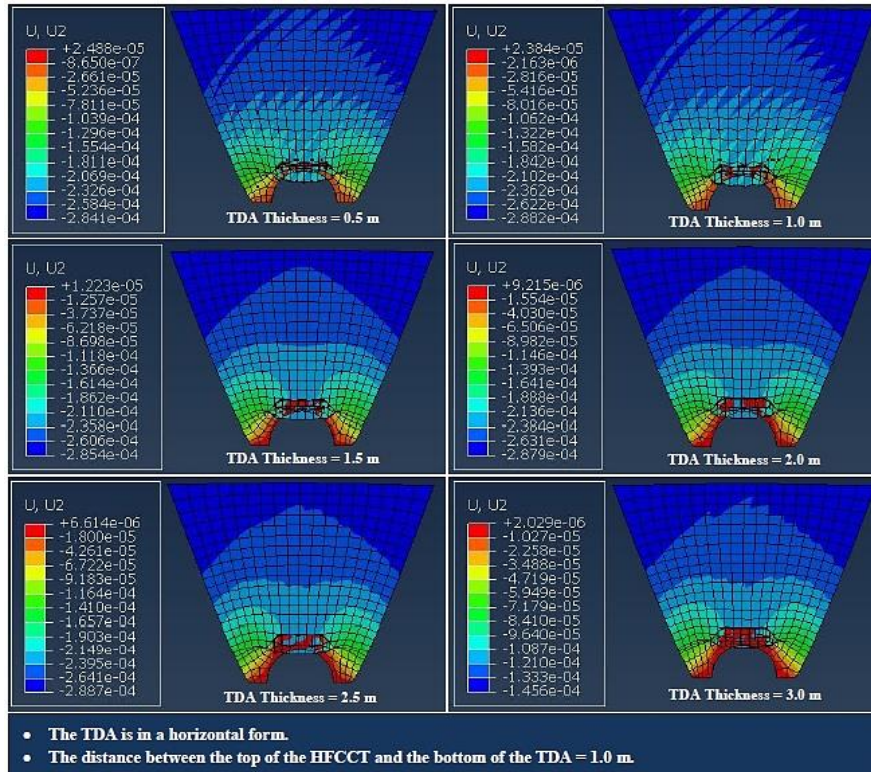 U, U2
+2.488e-05
-8.650e-07
-2.661e-05
-5.236e-05
-7.811e-05
-1.039e-04
-1.296e-04
-1.554e-04
-1.811e-04
-2.069e-04
-2.326e-04
-2.584e-04
-2.841e-04
TDA Thickness = 0.5 m
U, U2
+2.384e-05
-2.163e-06
-2.816e-05
-5.416e-05
-8.016e-05
-1.062e-04
-1.322e-04
-1.582e-04
-1.842e-04
-2.102e-04
-2.362e-04
-2.622e-04
-2.882e-04
TDA Thickness = 1.0 m
U, U2
+1.223e-05
-1.257e-05
-3.737e-05
-6.218e-05
-8.698e-05
-1.118e-04
-1.366e-04
-1.614e-04
-1.862e-04
-2.110e-04
-2.358e-04
-2.606e-04
-2.854e-04
TDA Thickness = 1.5 m
U, U2
+9.215e-06
-1.554e-05
-4.030e-05
-6.506e-05
-8.982e-05
-1.146e-04
-1.393e-04
-1.641e-04
-1.888e-04
-2.136e-04
-2.384e-04
-2.631e-04
-2.879e-04
TDA Thickness = 2.0 m
U, U2
+6.614e-06
-1.800e-05
-4.261e-05
-6.722e-05
-9.183e-05
-1.164e-04
-1.410e-04
-1.657e-04
-1.903e-04
-2.149e-04
-2.395e-04
-2.641e-04
-2.887e-04
TDA Thickness = 2.5 m
U, U2
+2.029e-06
-1.027e-05
-2.258e-05
-3.488e-05
-4.719e-05
-5.949e-05
-7.179e-05
-8.410e-05
-9.640e-05
-1.087e-04
-1.210e-04
-1.333e-04
-1.456e-04
TDA Thickness = 3.0 m
• The TDA is in a horizontal form.
• The distance between the top of the HFCCT and the bottom of the TDA = 1.0 m.